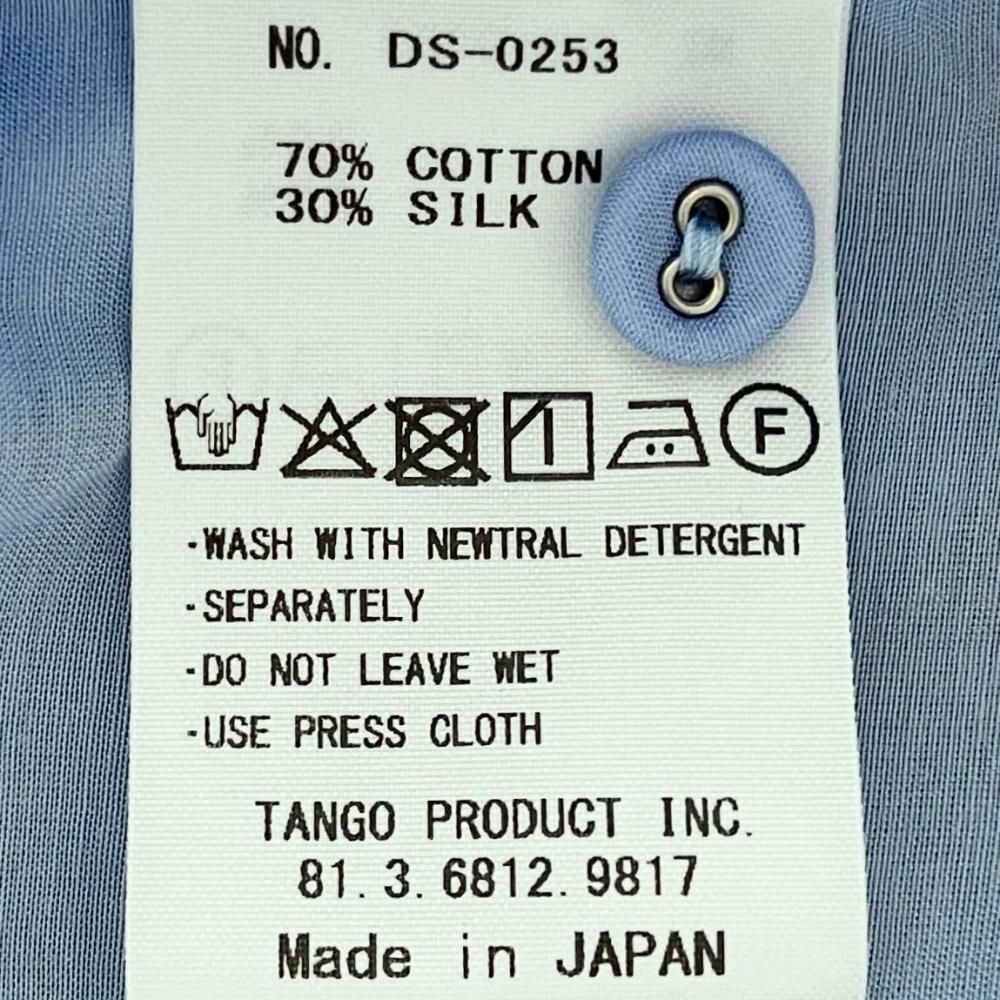 NO. DS-0253
70% COTTON
30% SILK
F
·WASH WITH NEWTRAL DETERGENT
·SEPARATELY
·DO NOT LEAVE WET
·USE PRESS CLOTH
TANGO PRODUCT INC.
81.3.6812.9817
Made in JAPAN